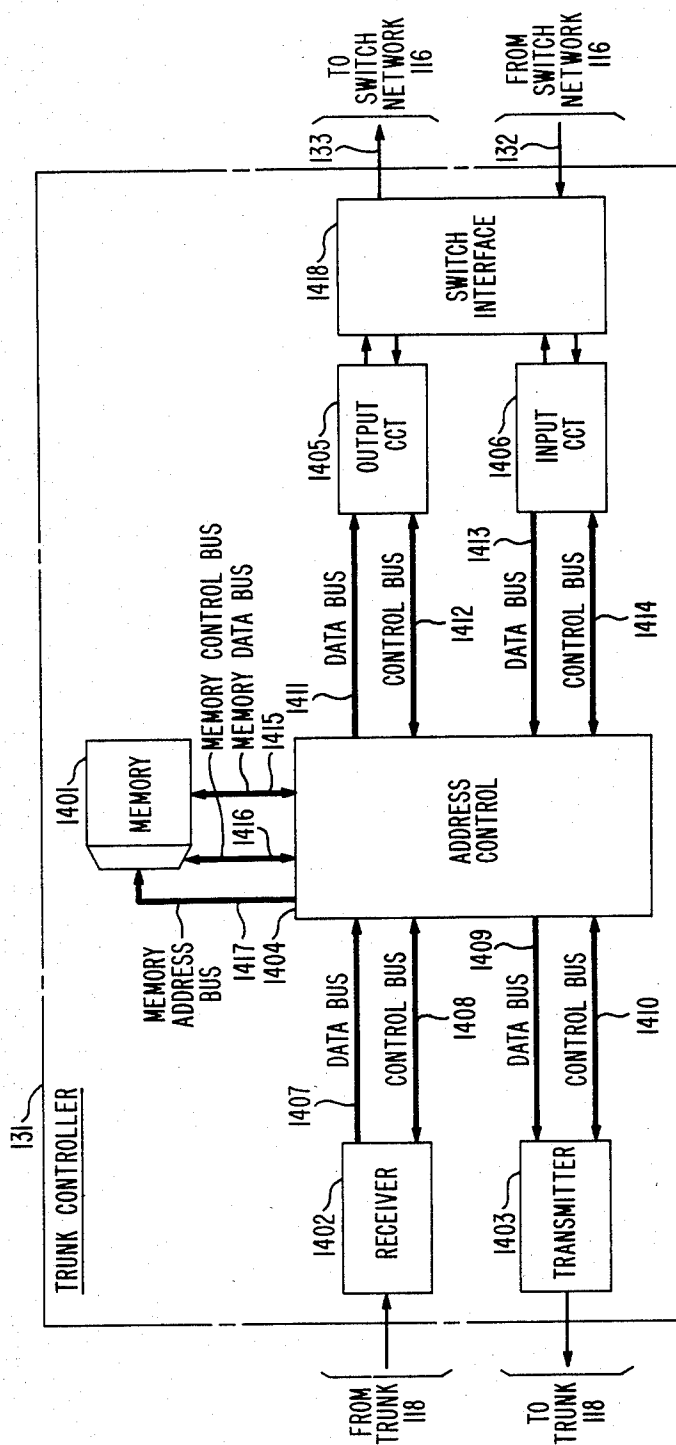 131
TRUNK CONTROLLER
FROM
TRUNK
118
TO
TRUNK
118
1402
RECEIVER
1403
TRANSMITTER
1407
DATA BUS
CONTROL BUS
1408
DATA BUS
1409
CONTROL BUS
1410
MEMORY
ADDRESS
BUS
1417
1404
1401
MEMORY
1416
MEMORY CONTROL BUS
MEMORY DATA BUS
1415
ADDRESS
CONTROL
1411
DATA BUS
CONTROL BUS
1412
DATA BUS
1413
CONTROL BUS
1414
1405
OUTPUT
CCT
1406
INPUT
CCT
1418
SWITCH
INTERFACE
133
TO
SWITCH
NETWORK
116
132
FROM
SWITCH
NETWORK
116